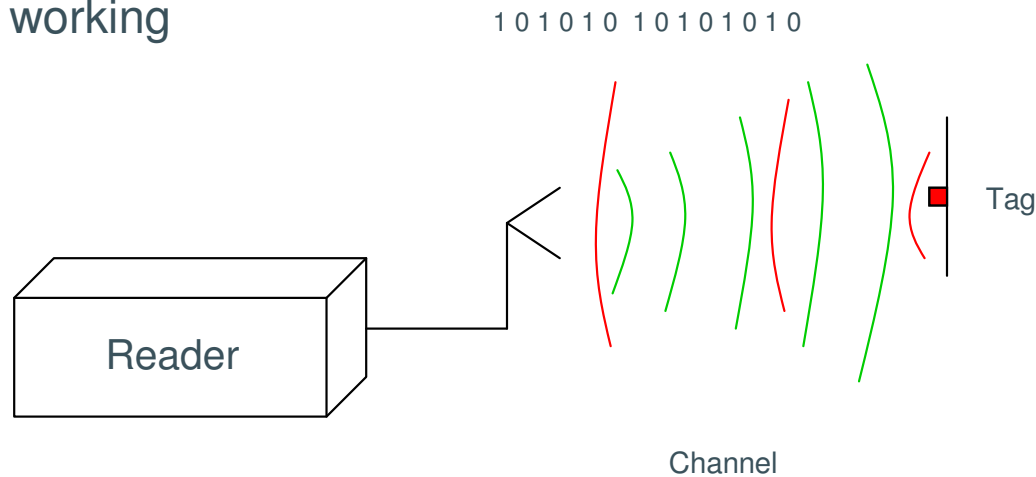 working
1 0 1 0 1 0 1 0 1 0 1 0 1 0
Tag
Reader
Channel